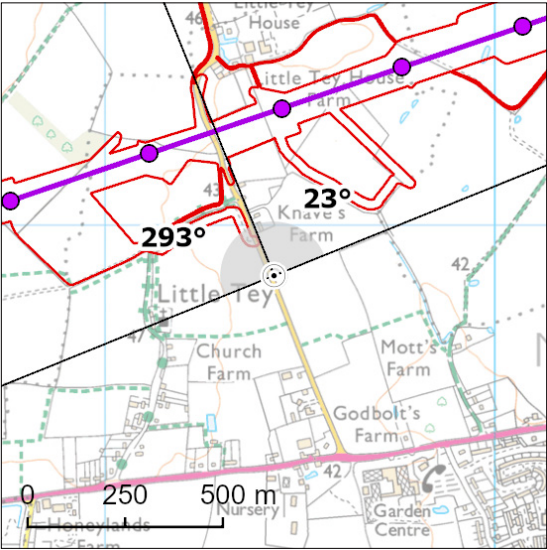 46
Little Tey
House
Little Tey House
Farm
43
23°
Knave's
Farm
293°
42
Little Tey
47
Church
Farm
Mott's
Farm
Godbolt's
Farm
42
0 250 500 m
Nursery
Garden
Centre
Honeylands
Farm